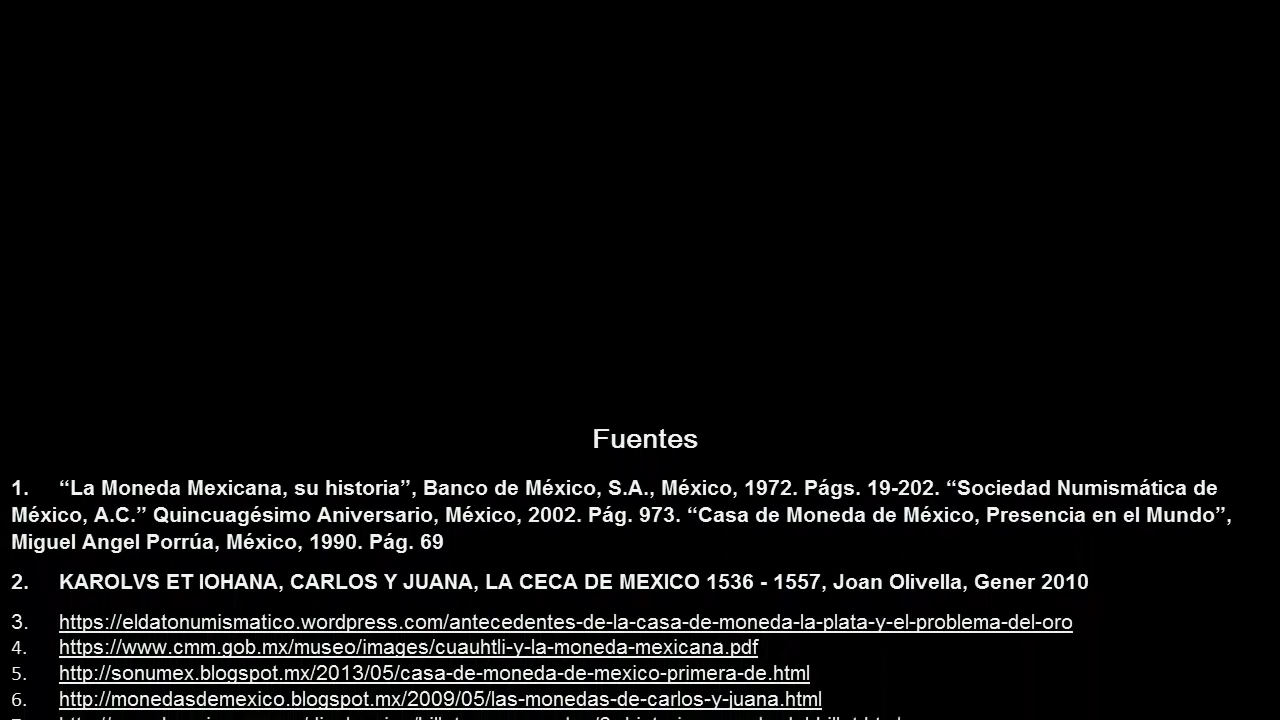 Fuentes
1. “La Moneda Mexicana, su historia”, Banco de México, S.A., México, 1972. Págs. 19-202. “Sociedad Numismática de
México, A.C.” Quincuagésimo Aniversario, México, 2002. Pág. 973. “Casa de Moneda de México, Presencia en el Mundo”,
Miguel Angel Porrúa, México, 1990. Pág. 69
2. KAROLVS ET IOHANA, CARLOS Y JUANA, LA CECA DE MEXICO 1536 - 1557, Joan Olivella, Gener 2010
3. https://eldatonumismatico.wordpress.com/antecedentes-de-la-casa-de-moneda-la-plata-y-el-problema-del-oro
4. https://www.cmm.gob.mx/museo/images/cuauhtli-y-la-moneda-mexicana.pdf
5. http://sonumex.blogspot.mx/2013/05/casa-de-moneda-de-mexico-primera-de.html
6. http://monedasdemexico.blogspot.mx/2009/05/las-monedas-de-carlos-y-juana.html